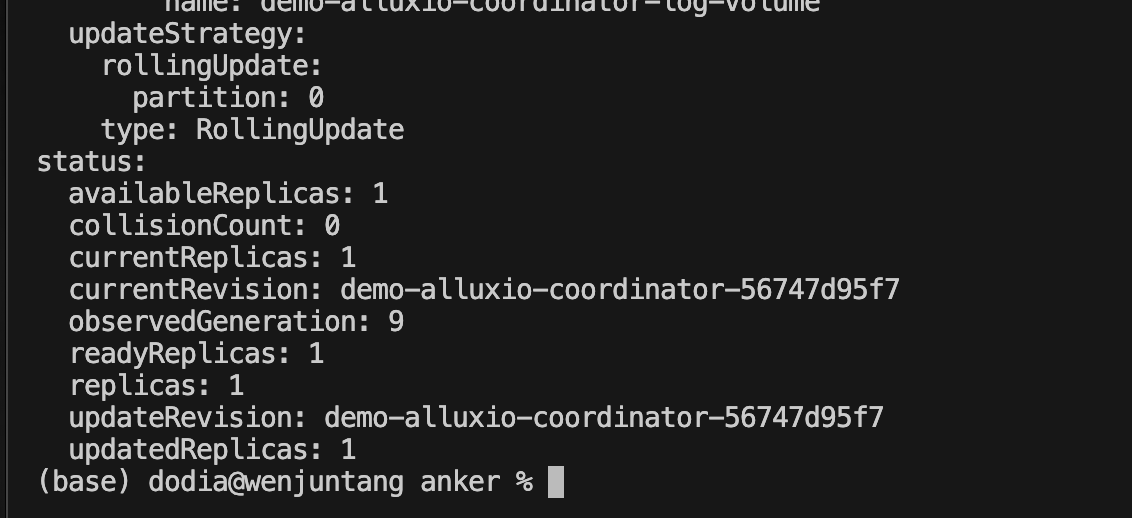 name: demo-alluxio-coordinator-log-volume
updateStrategy:
rollingUpdate:
partition: 0
type: RollingUpdate
status:
availableReplicas: 1
collisionCount: 0
currentReplicas: 1
currentRevision: demo-alluxio-coordinator-56747d95f7
observedGeneration: 9
readyReplicas: 1
replicas: 1
updateRevision: demo-alluxio-coordinator-56747d95f7
updatedReplicas: 1
(base) dodia@wenjuntang anker %